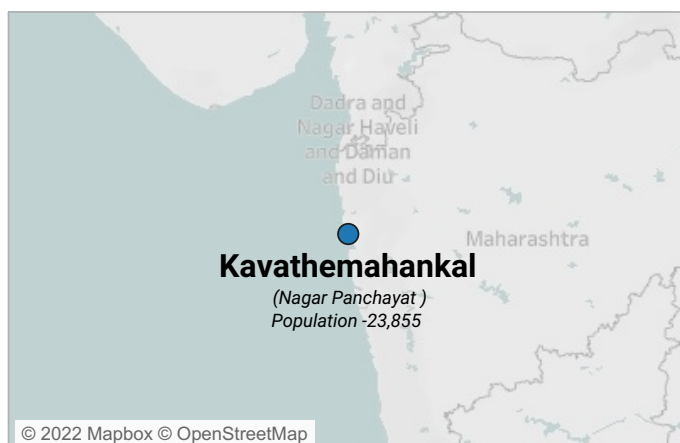 Dadra and
Nagar Haveli
and Daman
and Diu
Maharashtra
Kavathemahankal
(Nagar Panchayat )
Population -23,855
© 2022 Mapbox © OpenStreetMap